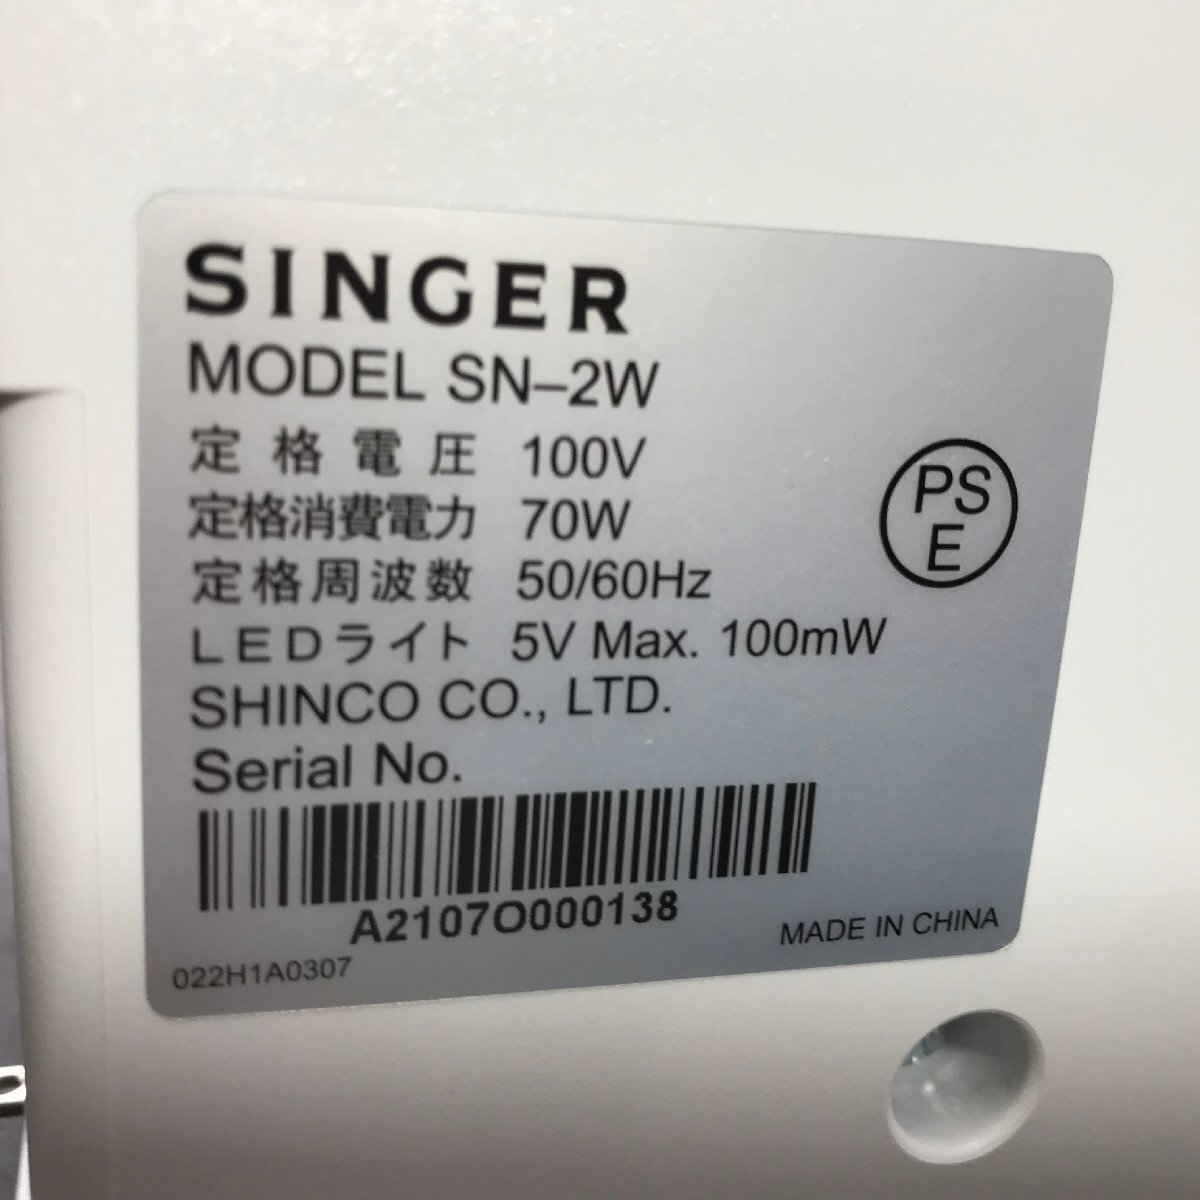 SINGER
MODEL SN–2W
定格電圧 100V
定格消費電力 70W
定格周波数 50/60Hz
LEDライト 5V Max. 100mW
SHINCO CO., LTD.
Serial No.
A2107O000138
022H1A0307
MADE IN CHINA
PS
E